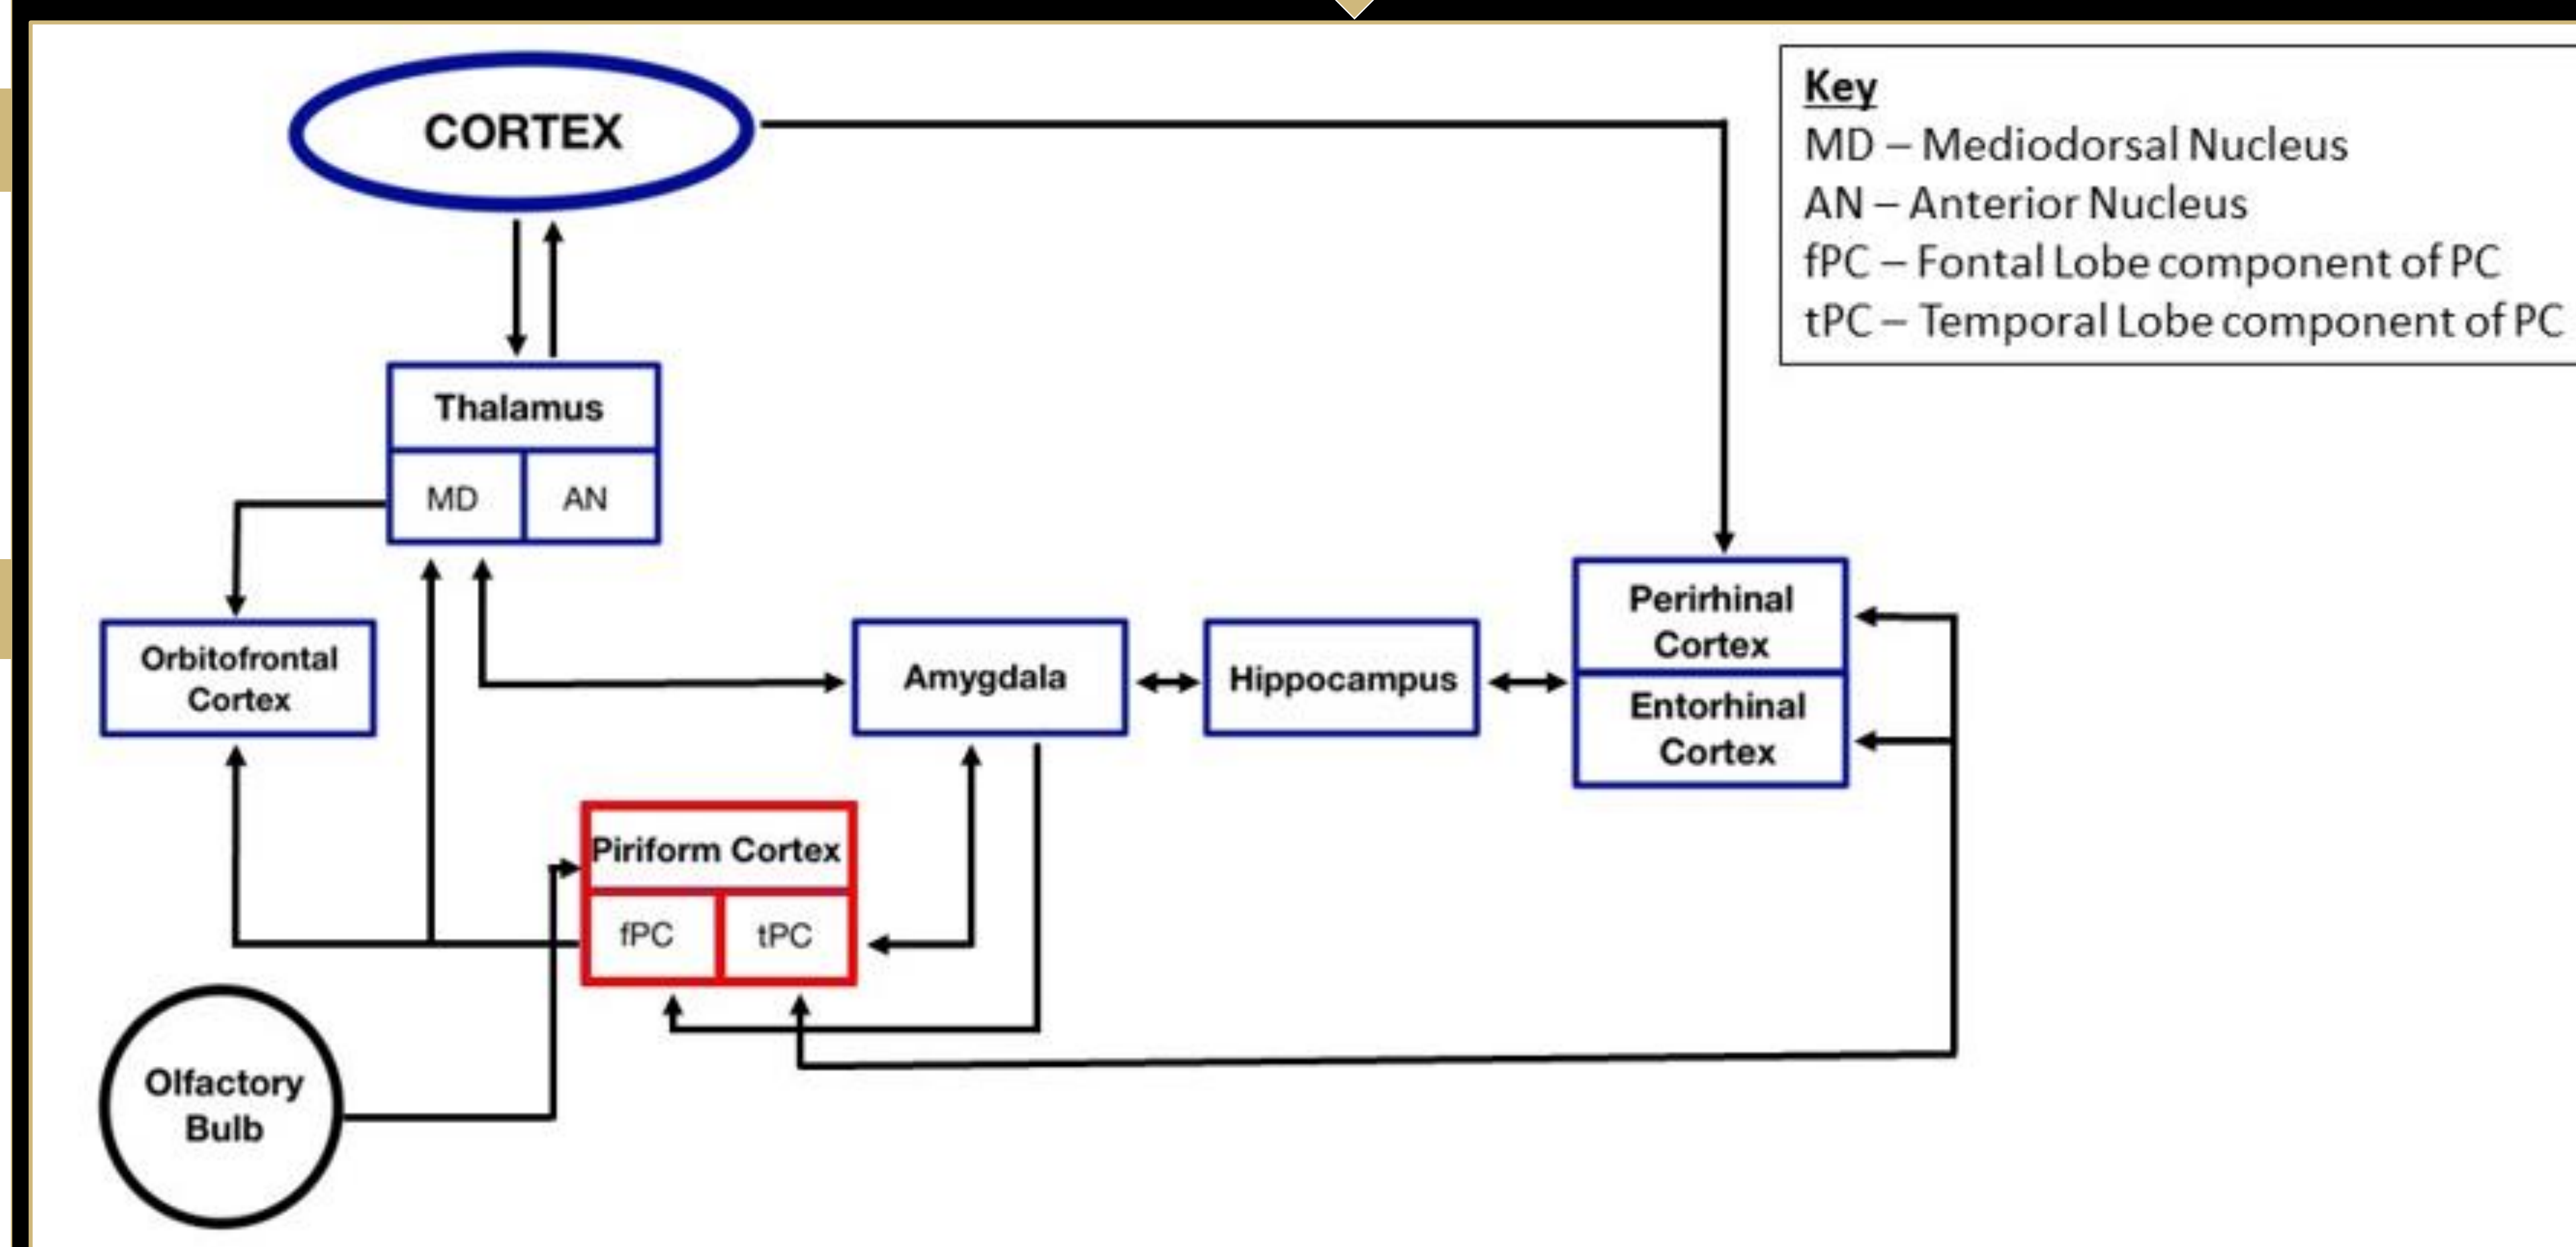 CORTEX
Key
MD – Mediodorsal Nucleus
AN – Anterior Nucleus
fPC – Fontal Lobe component of PC
tPC – Temporal Lobe component of PC
Thalamus
MD
AN
Orbitofrontal
Cortex
Amygdala
Hippocampus
Perirhinal
Cortex
Entorhinal
Cortex
Piriform Cortex
fPC
tPC
Olfactory
Bulb